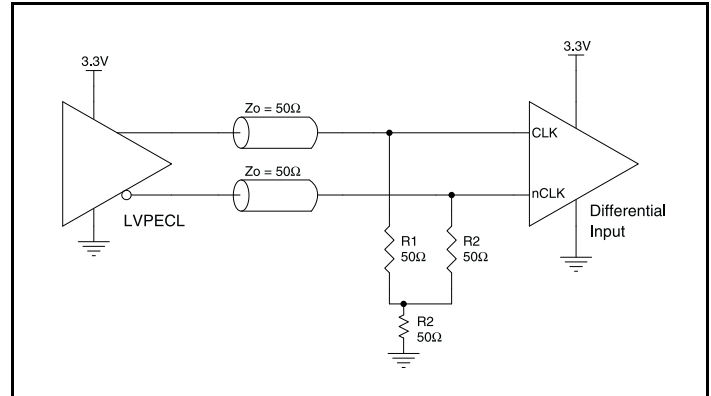 3.3V
3.3V
Zo = 50Ω
CLK
Zo = 50Ω
nCLK
LVPECL
Differential
Input
R1
50Ω
R2
50Ω
R2
50Ω